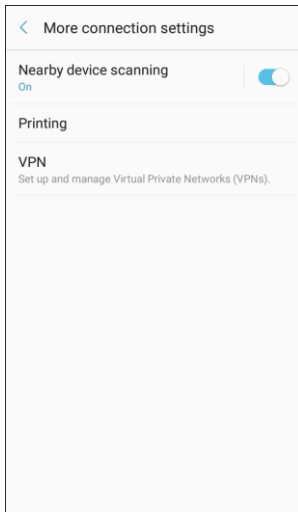 More connection settings
Nearby device scanning
On
Printing
VPN
Set up and manage Virtual Private Networks (VPNs).